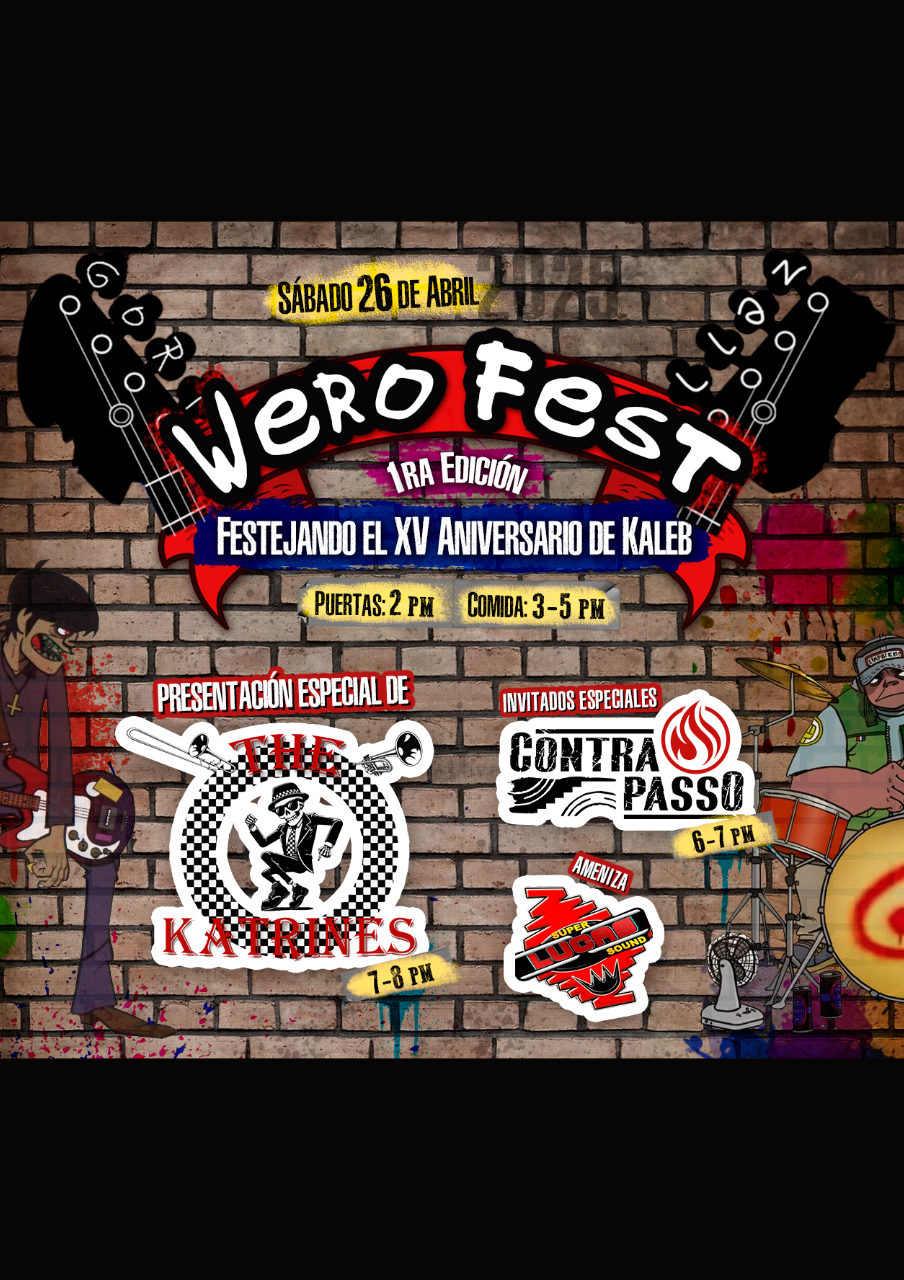 SÁBADO 26 DE ABRIL 2025
WERO FEST
1RA EDICIÓN
FESTEJANDO EL XV ANIVERSARIO DE KALEB
PUERTAS: 2 PM
COMIDA: 3-5 PM
PRESENTACIÓN ESPECIAL DE
THE
KATRINES
7-8 PM
INVITADOS ESPECIALES
CONTRA
PASSO
6-7 PM
AMENIZA
SUPER
LUCAS
SOUND